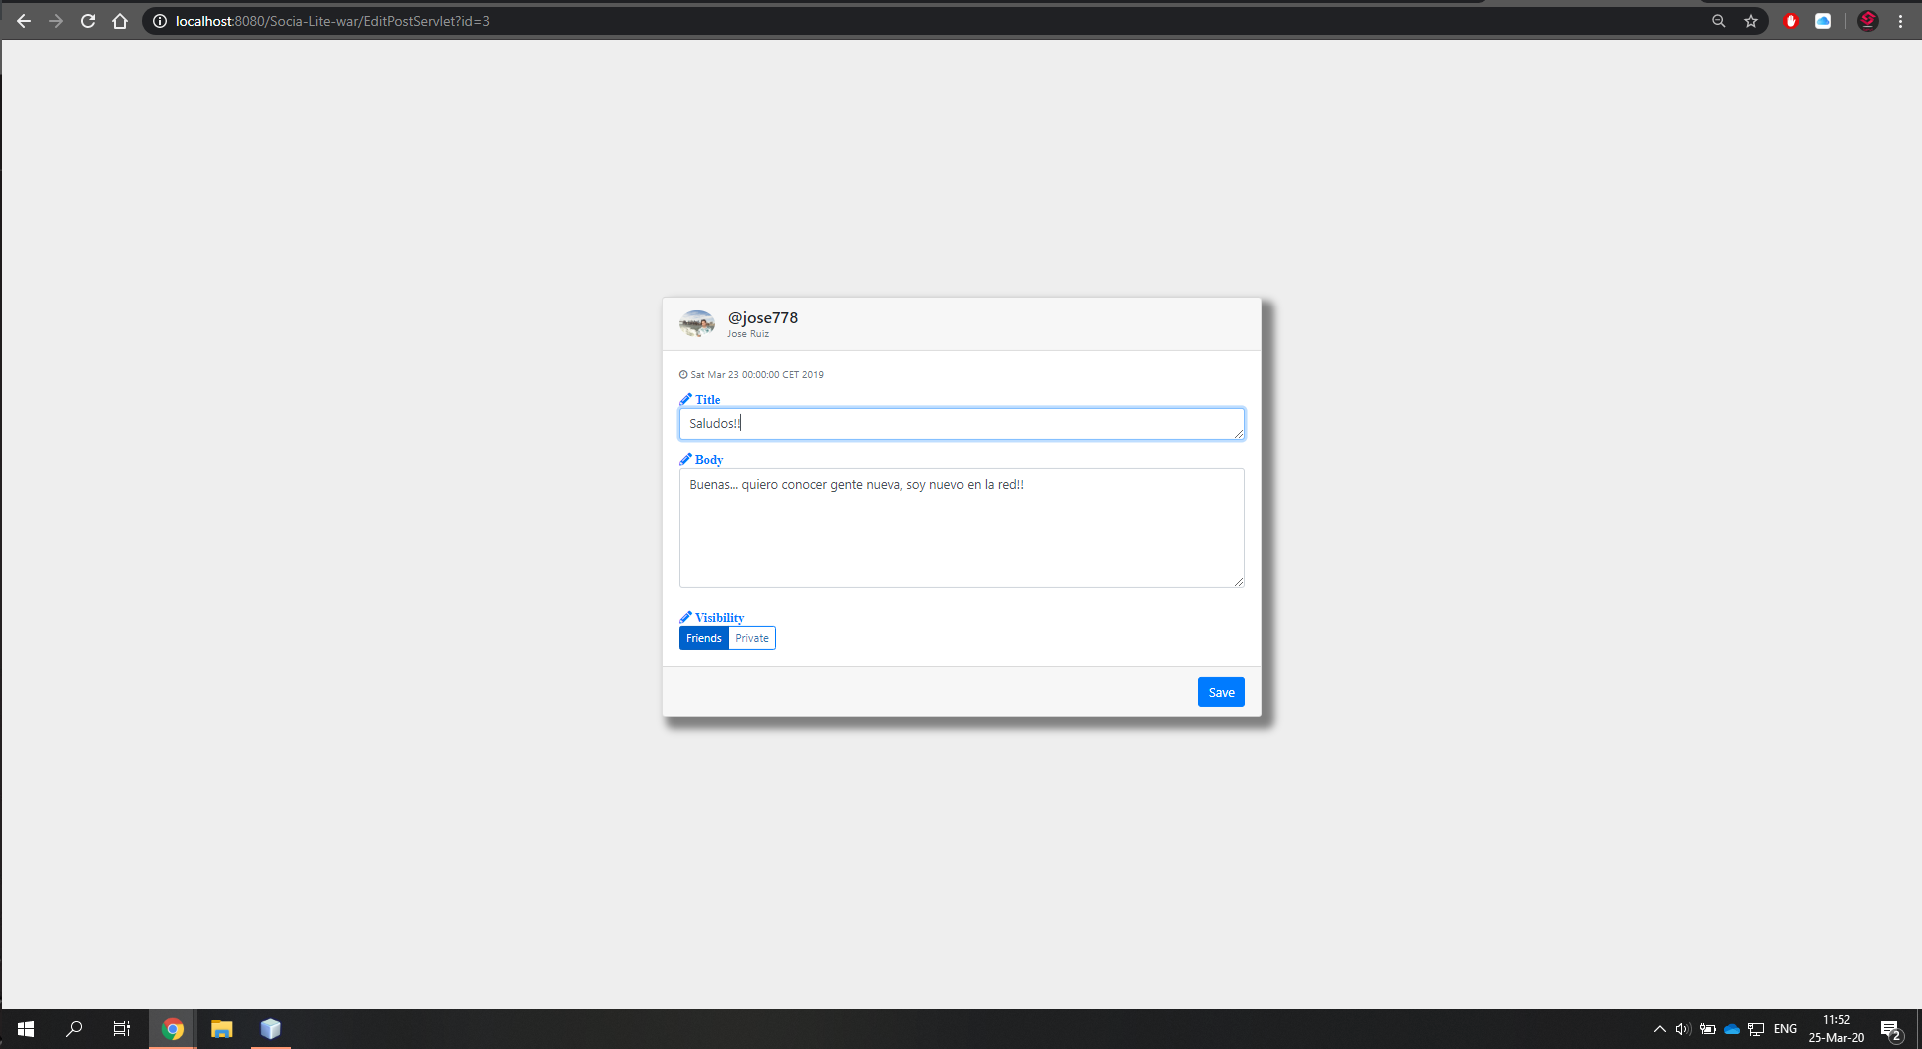 localhost:8080/Socia-Lite-war/EditPostServlet?id=3
@jose778
Jose Ruiz
Sat Mar 23 00:00:00 CET 2019
Title
Saludos!!
Body
Buenas... quiero conocer gente nueva, soy nuevo en la red!!
Visibility
Friends Private
Save
ENG
11:52
25-Mar-20
2